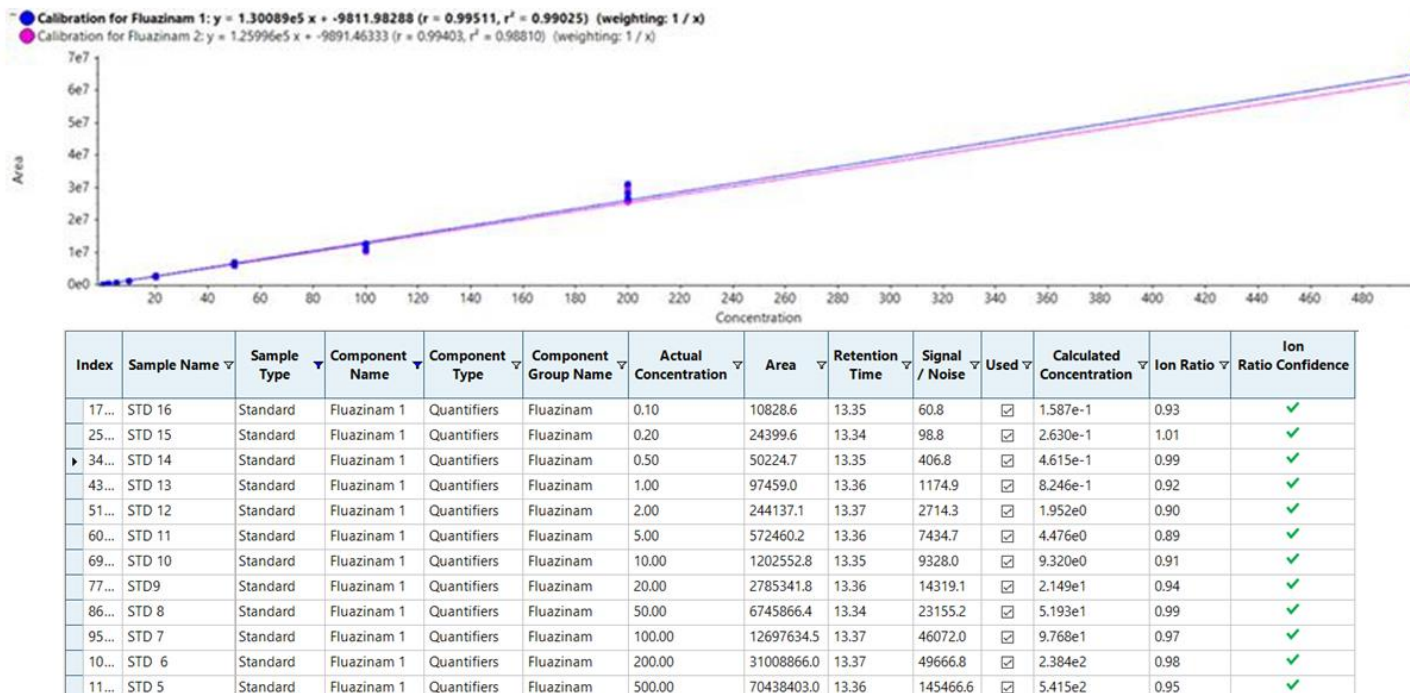 Calibration for Fluazinam 1: y = 1.30089e5 x + -9811.98288 (r = 0.99511, r² = 0.99025) (weighting: 1 / x)
Calibration for Fluazinam 2: y = 1.25996e5 x + -9891.46333 (r = 0.99403, r² = 0.98810) (weighting: 1 / x)
7e7
6e7
5e7
4e7
3e7
2e7
1e7
0e0
Area
20 40 60 80 100 120 140 160 180 200 220 240 260 280 300 320 340 360 380 400 420 440 460 480
Concentration
Index Sample Name Sample Type Component Name Component Type Component Group Name Actual Concentration Area Retention Time Signal / Noise Used Calculated Concentration Ion Ratio Ion Ratio Confidence
17... STD 16 Standard Fluazinam 1 Quantifiers Fluazinam 0.10 10828.6 13.35 60.8 1.587e-1 0.93
25... STD 15 Standard Fluazinam 1 Quantifiers Fluazinam 0.20 24399.6 13.34 98.8 2.630e-1 1.01
34... STD 14 Standard Fluazinam 1 Quantifiers Fluazinam 0.50 50224.7 13.35 406.8 4.615e-1 0.99
43... STD 13 Standard Fluazinam 1 Quantifiers Fluazinam 1.00 97459.0 13.36 1174.9 8.246e-1 0.92
51... STD 12 Standard Fluazinam 1 Quantifiers Fluazinam 2.00 244137.1 13.37 2714.3 1.952e0 0.90
60... STD 11 Standard Fluazinam 1 Quantifiers Fluazinam 5.00 572460.2 13.36 7434.7 4.476e0 0.89
69... STD 10 Standard Fluazinam 1 Quantifiers Fluazinam 10.00 1202552.8 13.35 9328.0 9.320e0 0.91
77... STD9 Standard Fluazinam 1 Quantifiers Fluazinam 20.00 2785341.8 13.36 14319.1 2.149e1 0.94
86... STD 8 Standard Fluazinam 1 Quantifiers Fluazinam 50.00 6745866.4 13.34 23155.2 5.193e1 0.99
95... STD 7 Standard Fluazinam 1 Quantifiers Fluazinam 100.00 12697634.5 13.37 46072.0 9.768e1 0.97
10... STD 6 Standard Fluazinam 1 Quantifiers Fluazinam 200.00 31008866.0 13.37 49666.8 2.384e2 0.98
11... STD 5 Standard Fluazinam 1 Quantifiers Fluazinam 500.00 70438403.0 13.36 145466.6 5.415e2 0.95